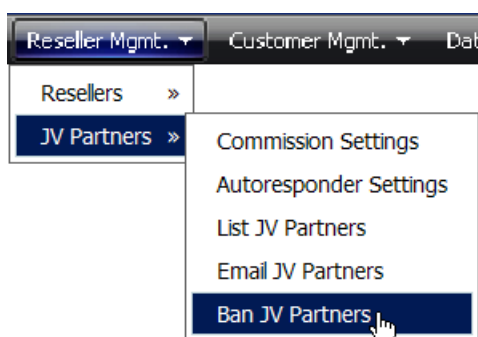 Reseller Mgmt. ▼ Customer Mgmt. ▼ Dat
Resellers »
JV Partners »
Commission Settings
Autoresponder Settings
List JV Partners
Email JV Partners
Ban JV Partners